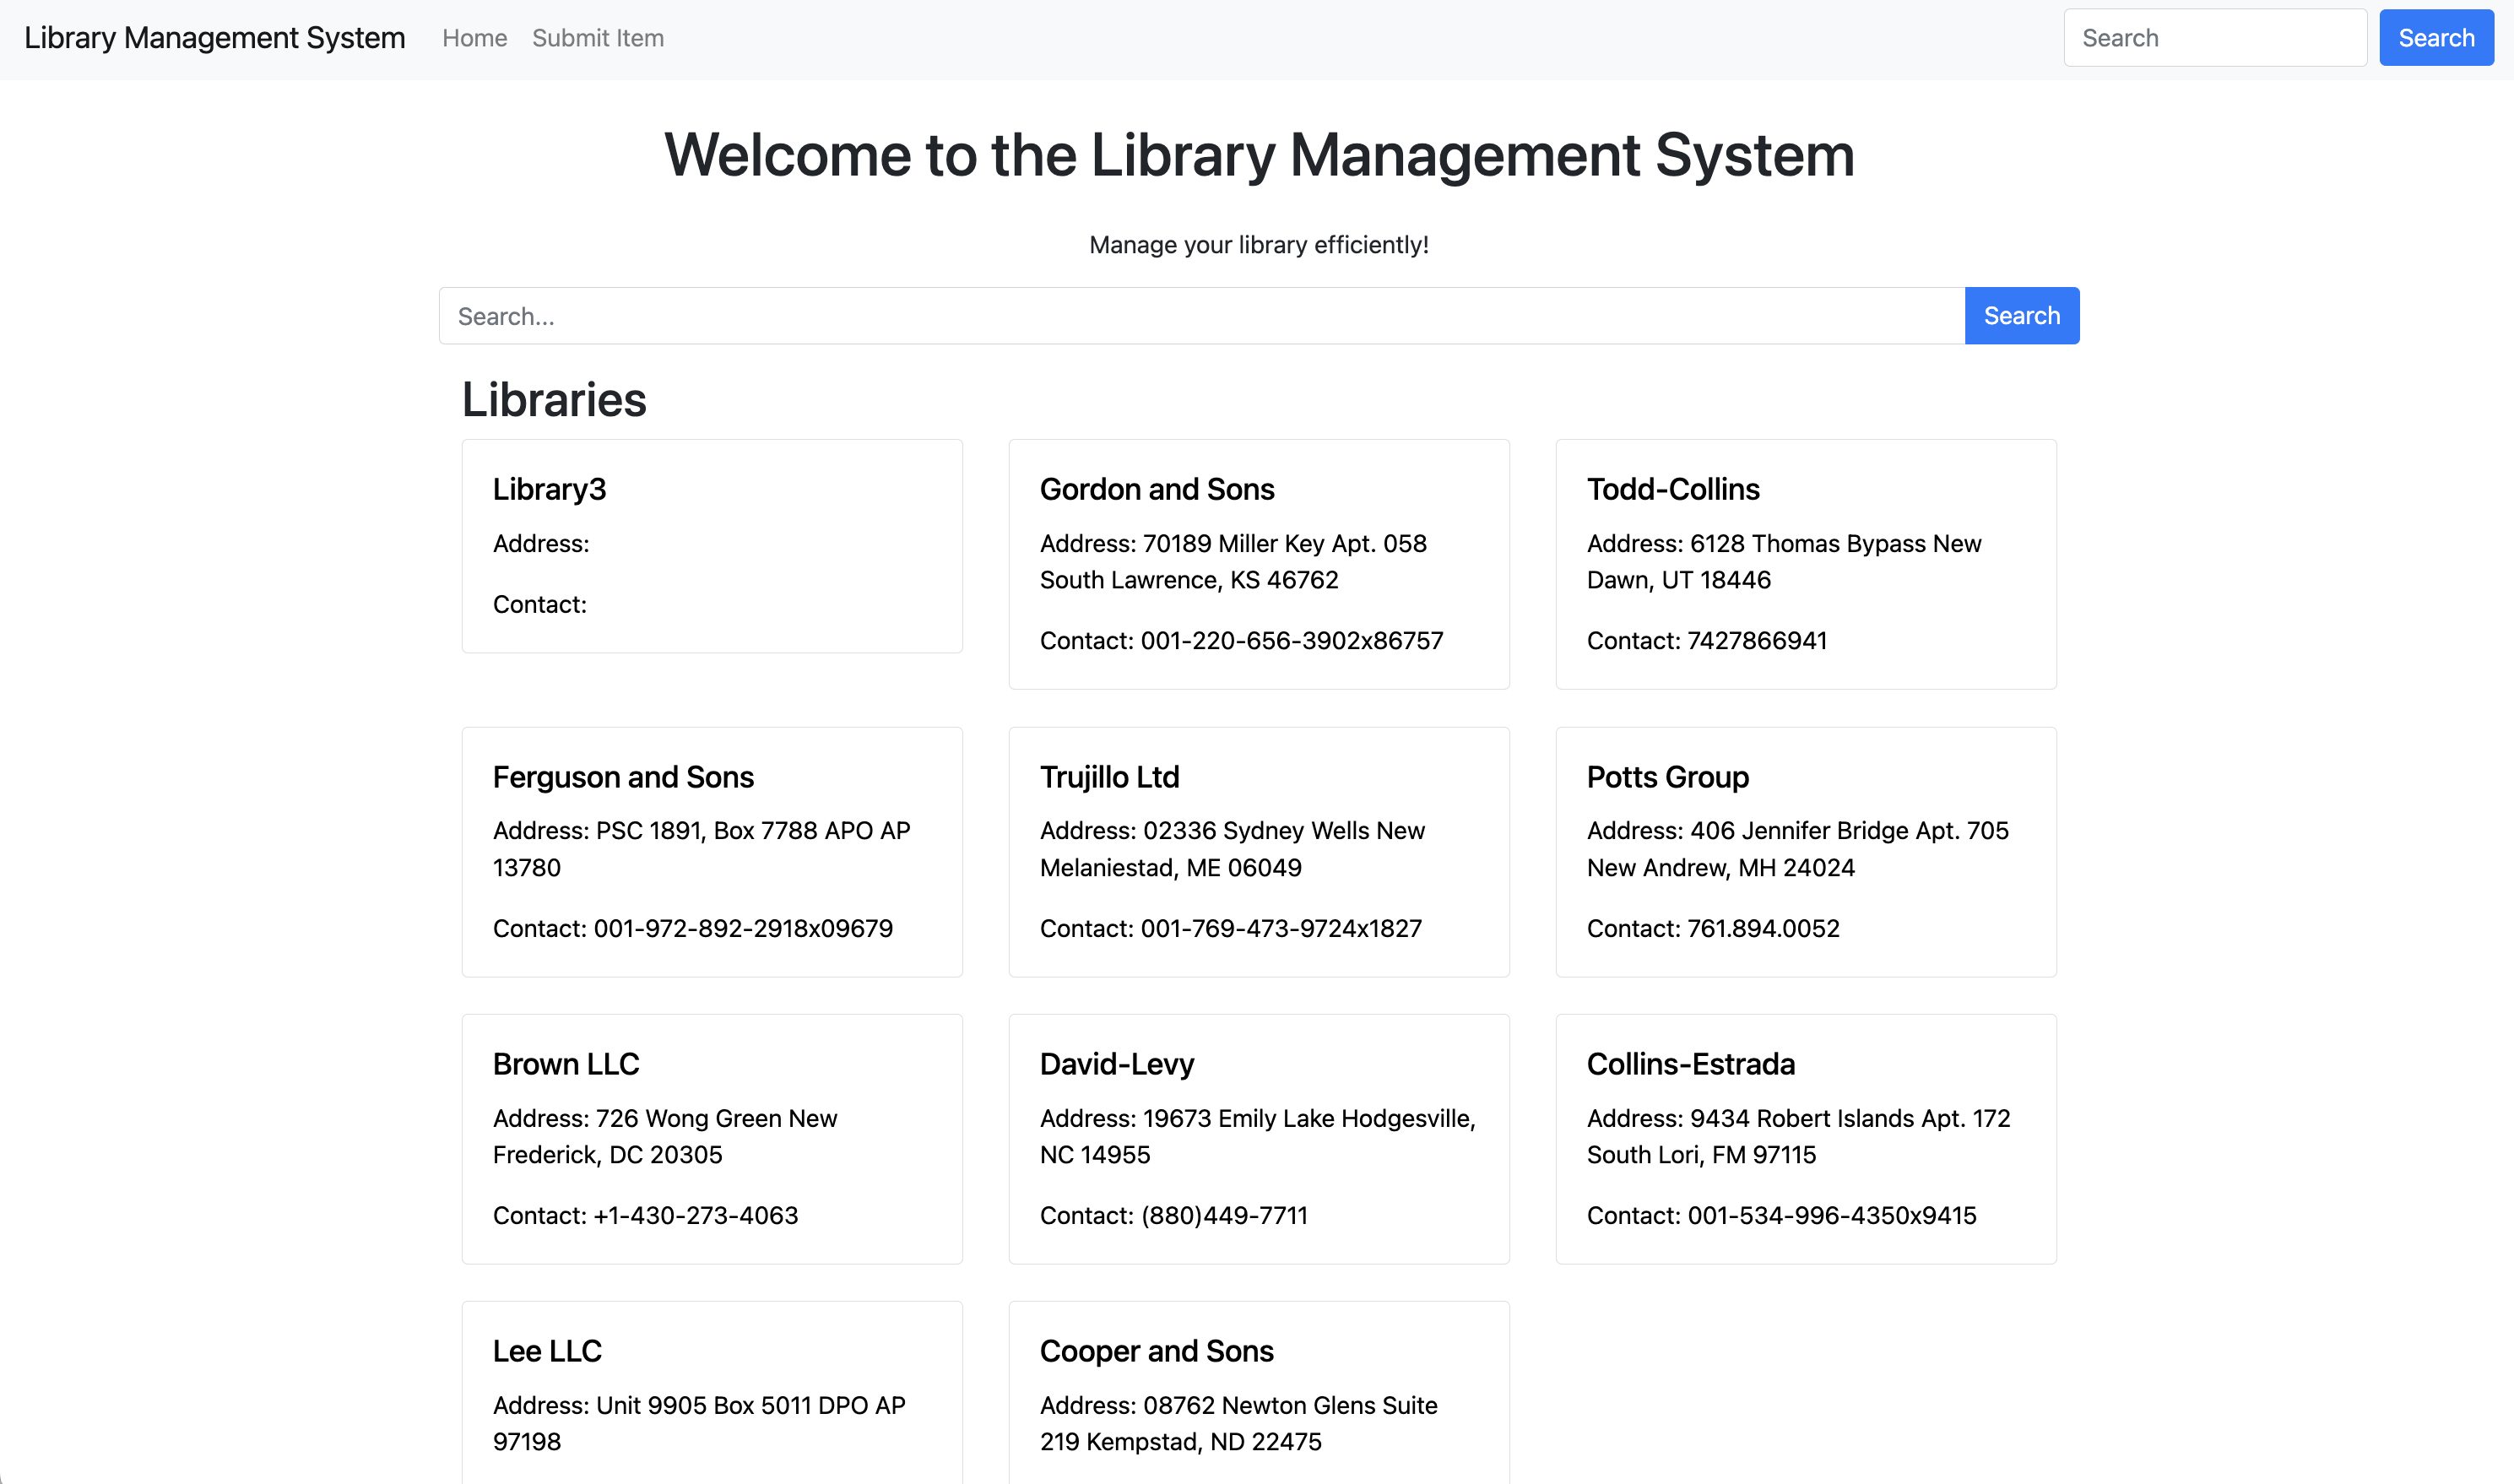 Library Management System Home Submit Item Search Search
Welcome to the Library Management System
Manage your library efficiently!
Search... Search
Libraries
Library3
Address:
Contact:
Gordon and Sons
Address: 70189 Miller Key Apt. 058
South Lawrence, KS 46762
Contact: 001-220-656-3902x86757
Todd-Collins
Address: 6128 Thomas Bypass New
Dawn, UT 18446
Contact: 7427866941
Ferguson and Sons
Address: PSC 1891, Box 7788 APO AP
13780
Contact: 001-972-892-2918x09679
Trujillo Ltd
Address: 02336 Sydney Wells New
Melaniestad, ME 06049
Contact: 001-769-473-9724x1827
Potts Group
Address: 406 Jennifer Bridge Apt. 705
New Andrew, MH 24024
Contact: 761.894.0052
Brown LLC
Address: 726 Wong Green New
Frederick, DC 20305
Contact: +1-430-273-4063
David-Levy
Address: 19673 Emily Lake Hodgesville,
NC 14955
Contact: (880)449-7711
Collins-Estrada
Address: 9434 Robert Islands Apt. 172
South Lori, FM 97115
Contact: 001-534-996-4350x9415
Lee LLC
Address: Unit 9905 Box 5011 DPO AP
97198
Cooper and Sons
Address: 08762 Newton Glens Suite
219 Kempstad, ND 22475